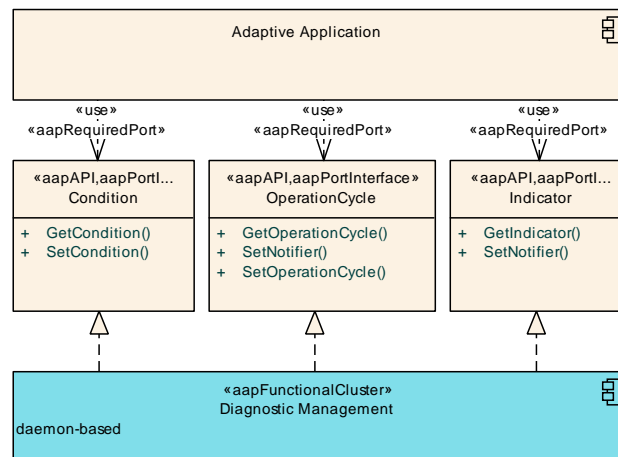 Adaptive Application
«use» «use» «use»
«aapRequiredPort» «aapRequiredPort» «aapRequiredPort»
«aapAPI,aapPortI...
Condition
+ GetCondition()
+ SetCondition()
«aapAPI,aapPortInterface»
OperationCycle
+ GetOperationCycle()
+ SetNotifier()
+ SetOperationCycle()
«aapAPI,aapPortI...
Indicator
+ GetIndicator()
+ SetNotifier()
«aapFunctionalCluster»
Diagnostic Management
daemon-based